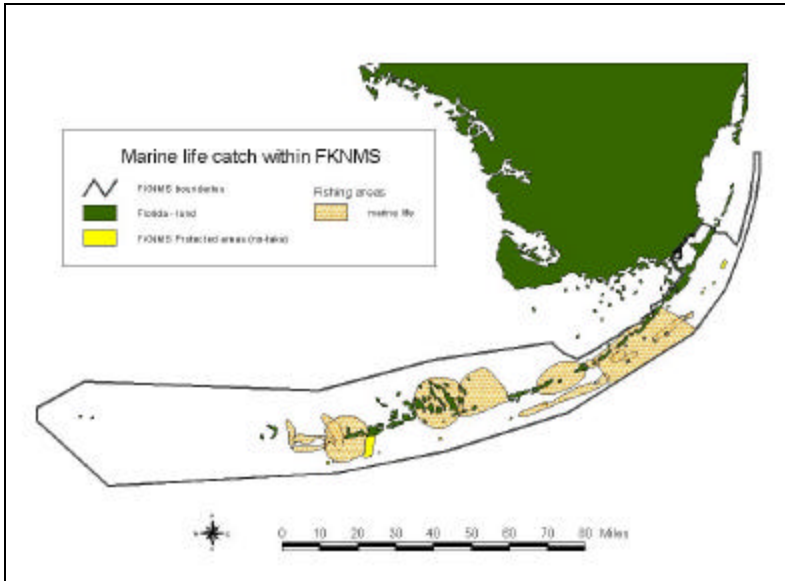 Marine life catch within FKNMS
FKNMS boundaries
Florida - land
FKNMS Protected areas (no-take)
Fishing areas
marine life
0 10 20 30 40 50 60 70 80 Miles